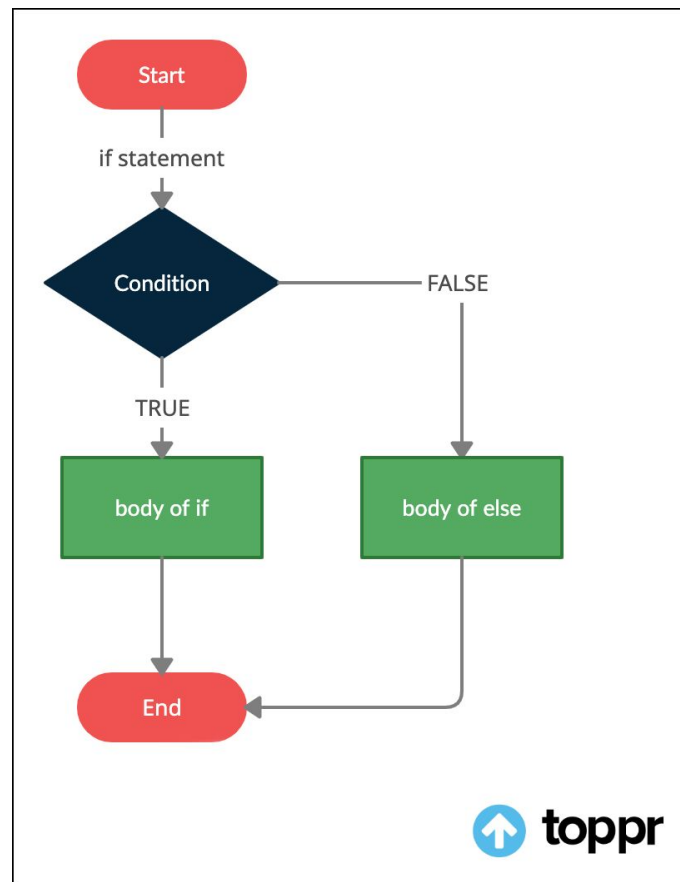 Start
if statement
Condition
FALSE
TRUE
body of if
body of else
End
toppr